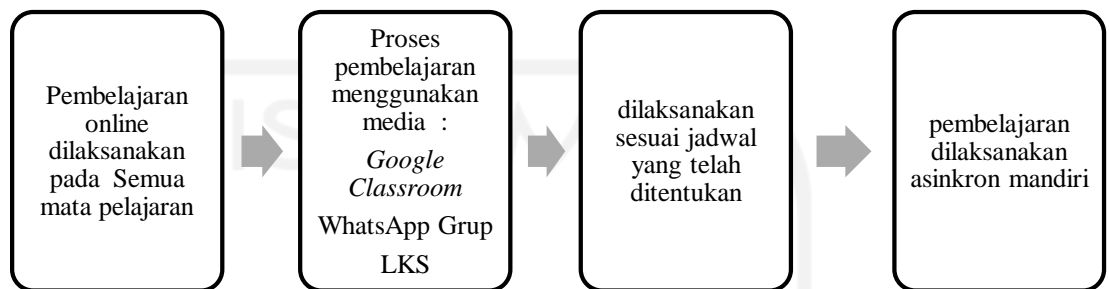 Pembelajaran
online
dilaksanakan
pada Semua
mata pelajaran
Proses
pembelajaran
menggunakan
media :
Google
Classroom
WhatsApp Grup
LKS
dilaksanakan
sesuai jadwal
yang telah
ditentukan
pembelajaran
dilaksanakan
asinkron mandiri